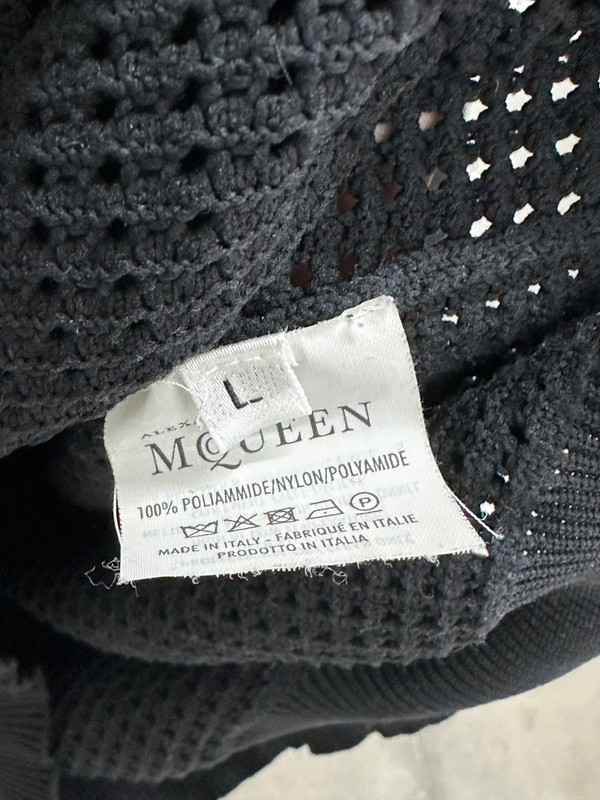 L
MCQUEEN
100% POLIAMMIDE/NYLON/POLYAMIDE
P
MADE IN ITALY - FABRIQUÉ EN ITALIE
PRODOTTO IN ITALIA